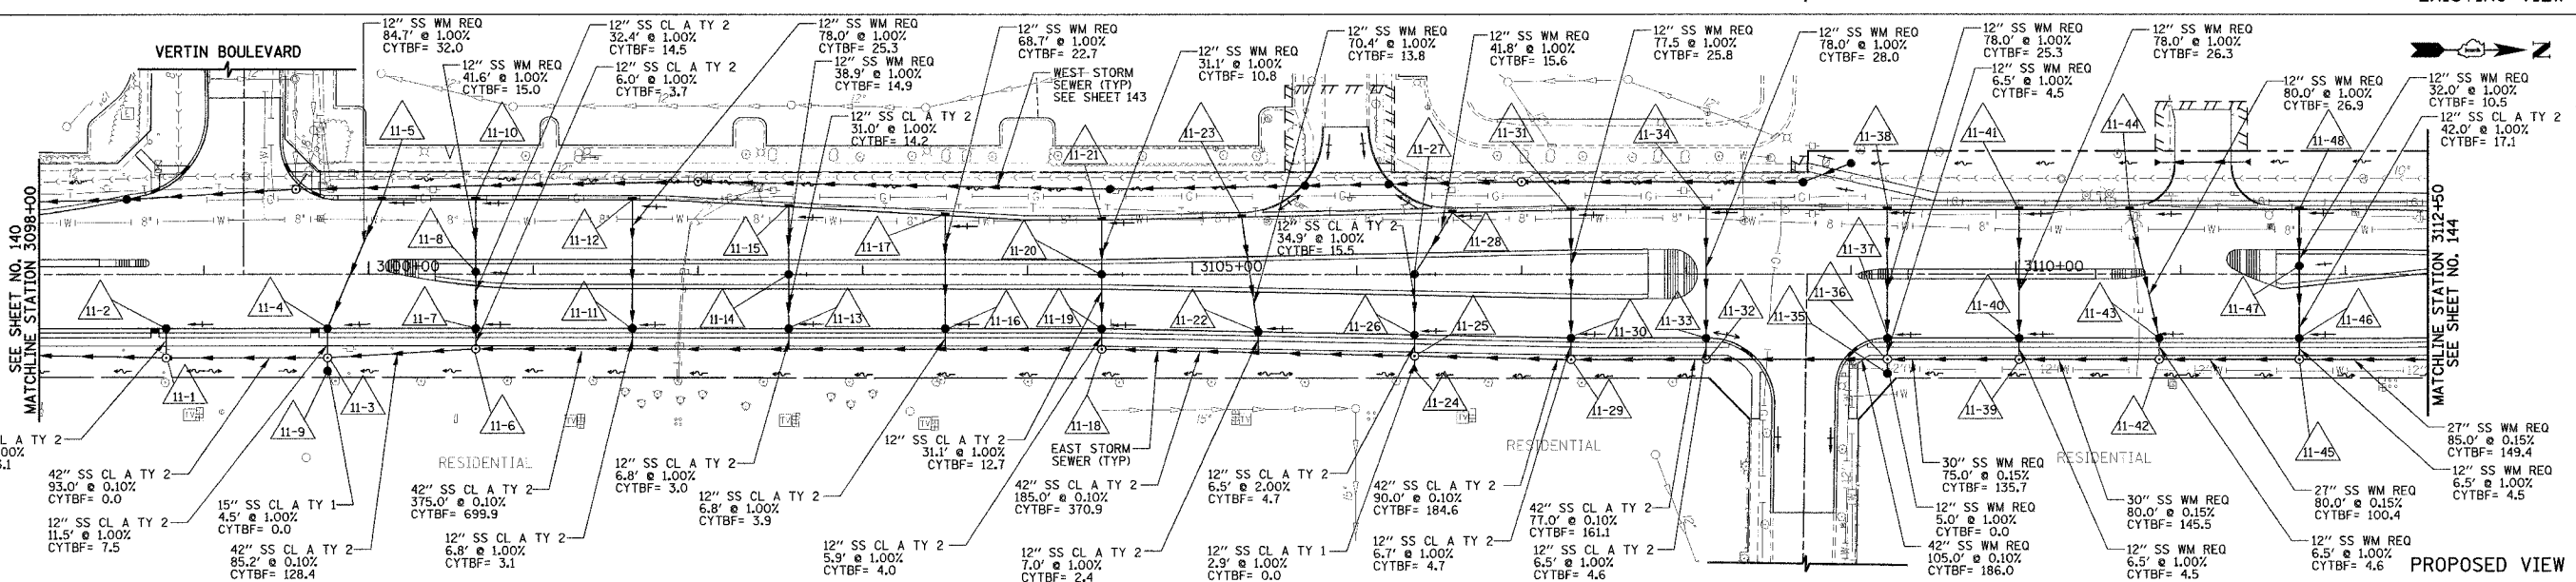 VERTIN BOULEVARD
12" SS WM REQ
84.7' @ 1.00%
CYTBF= 32.0
12" SS WM REQ
41.6' @ 1.00%
CYTBF= 15.0
12" SS CL A TY 2
32.4' @ 1.00%
CYTBF= 14.5
12" SS CL A TY 2
6.0' @ 1.00%
CYTBF= 3.7
12" SS WM REQ
78.0' @ 1.00%
CYTBF= 25.3
12" SS WM REQ
38.9' @ 1.00%
CYTBF= 14.9
12" SS CL A TY 2
31.0' @ 1.00%
CYTBF= 14.2
12" SS WM REQ
68.7' @ 1.00%
CYTBF= 22.7
WEST STORM
SEWER (TYP)
SEE SHEET 143
12" SS WM REQ
31.1' @ 1.00%
CYTBF= 10.8
12" SS WM REQ
70.4' @ 1.00%
CYTBF= 13.8
12" SS WM REQ
41.8' @ 1.00%
CYTBF= 15.6
12" SS WM REQ
77.5 @ 1.00%
CYTBF= 25.8
12" SS WM REQ
78.0' @ 1.00%
CYTBF= 28.0
12" SS WM REQ
78.0' @ 1.00%
CYTBF= 25.3
12" SS WM REQ
6.5' @ 1.00%
CYTBF= 4.5
12" SS WM REQ
78.0' @ 1.00%
CYTBF= 26.3
12" SS WM REQ
80.0' @ 1.00%
CYTBF= 26.9
12" SS WM REQ
32.0' @ 1.00%
CYTBF= 10.5
12" SS CL A TY 2
42.0' @ 1.00%
CYTBF= 17.1
N
11-5
11-10
11-21
11-23
11-27
11-31
11-34
11-38
11-41
11-44
11-48
SEE SHEET NO. 140
MATCHLINE STATION 3098+00
11-8
11-12
11-15
11-17
11-20
12" SS CL A TY 2
34.9' @ 1.00%
CYTBF= 15.5
11-28
11-37
3100+00
3105+00
3110+00
MATCHLINE STATION 3112+50
SEE SHEET NO. 144
11-2
11-4
11-7
11-11
11-14
11-13
11-16
11-19
11-22
11-26
11-25
11-30
11-33
11-32
11-35
11-36
11-40
11-43
11-47
11-46
11-1
11-9
11-3
11-6
11-18
11-24
11-29
11-39
11-42
11-45
RESIDENTIAL
RESIDENTIAL
RESIDENTIAL
EAST STORM
SEWER (TYP)
42" SS CL A TY 2
93.0' @ 0.10%
CYTBF= 0.0
12" SS CL A TY 2
11.5' @ 1.00%
CYTBF= 7.5
15" SS CL A TY 1
4.5' @ 1.00%
CYTBF= 0.0
42" SS CL A TY 2
85.2' @ 0.10%
CYTBF= 128.4
42" SS CL A TY 2
375.0' @ 0.10%
CYTBF= 699.9
12" SS CL A TY 2
6.8' @ 1.00%
CYTBF= 3.1
12" SS CL A TY 2
6.8' @ 1.00%
CYTBF= 3.0
12" SS CL A TY 2
6.8' @ 1.00%
CYTBF= 3.9
12" SS CL A TY 2
31.1' @ 1.00%
CYTBF= 12.7
12" SS CL A TY 2
5.9' @ 1.00%
CYTBF= 4.0
42" SS CL A TY 2
185.0' @ 0.10%
CYTBF= 370.9
12" SS CL A TY 2
7.0' @ 1.00%
CYTBF= 2.4
12" SS CL A TY 2
6.5' @ 2.00%
CYTBF= 4.7
12" SS CL A TY 1
2.9' @ 1.00%
CYTBF= 0.0
42" SS CL A TY 2
90.0' @ 0.10%
CYTBF= 184.6
12" SS CL A TY 2
6.7' @ 1.00%
CYTBF= 4.7
42" SS CL A TY 2
77.0' @ 0.10%
CYTBF= 161.1
12" SS CL A TY 2
6.5' @ 1.00%
CYTBF= 4.6
30" SS WM REQ
75.0' @ 0.15%
CYTBF= 135.7
12" SS WM REQ
5.0' @ 1.00%
CYTBF= 0.0
42" SS WM REQ
105.0' @ 0.10%
CYTBF= 186.0
30" SS WM REQ
80.0' @ 0.15%
CYTBF= 145.5
12" SS WM REQ
6.5' @ 1.00%
CYTBF= 4.5
27" SS WM REQ
80.0' @ 0.15%
CYTBF= 100.4
12" SS WM REQ
6.5' @ 1.00%
CYTBF= 4.6
27" SS WM REQ
85.0' @ 0.15%
CYTBF= 149.4
12" SS WM REQ
6.5' @ 1.00%
CYTBF= 4.5
PROPOSED VIEW